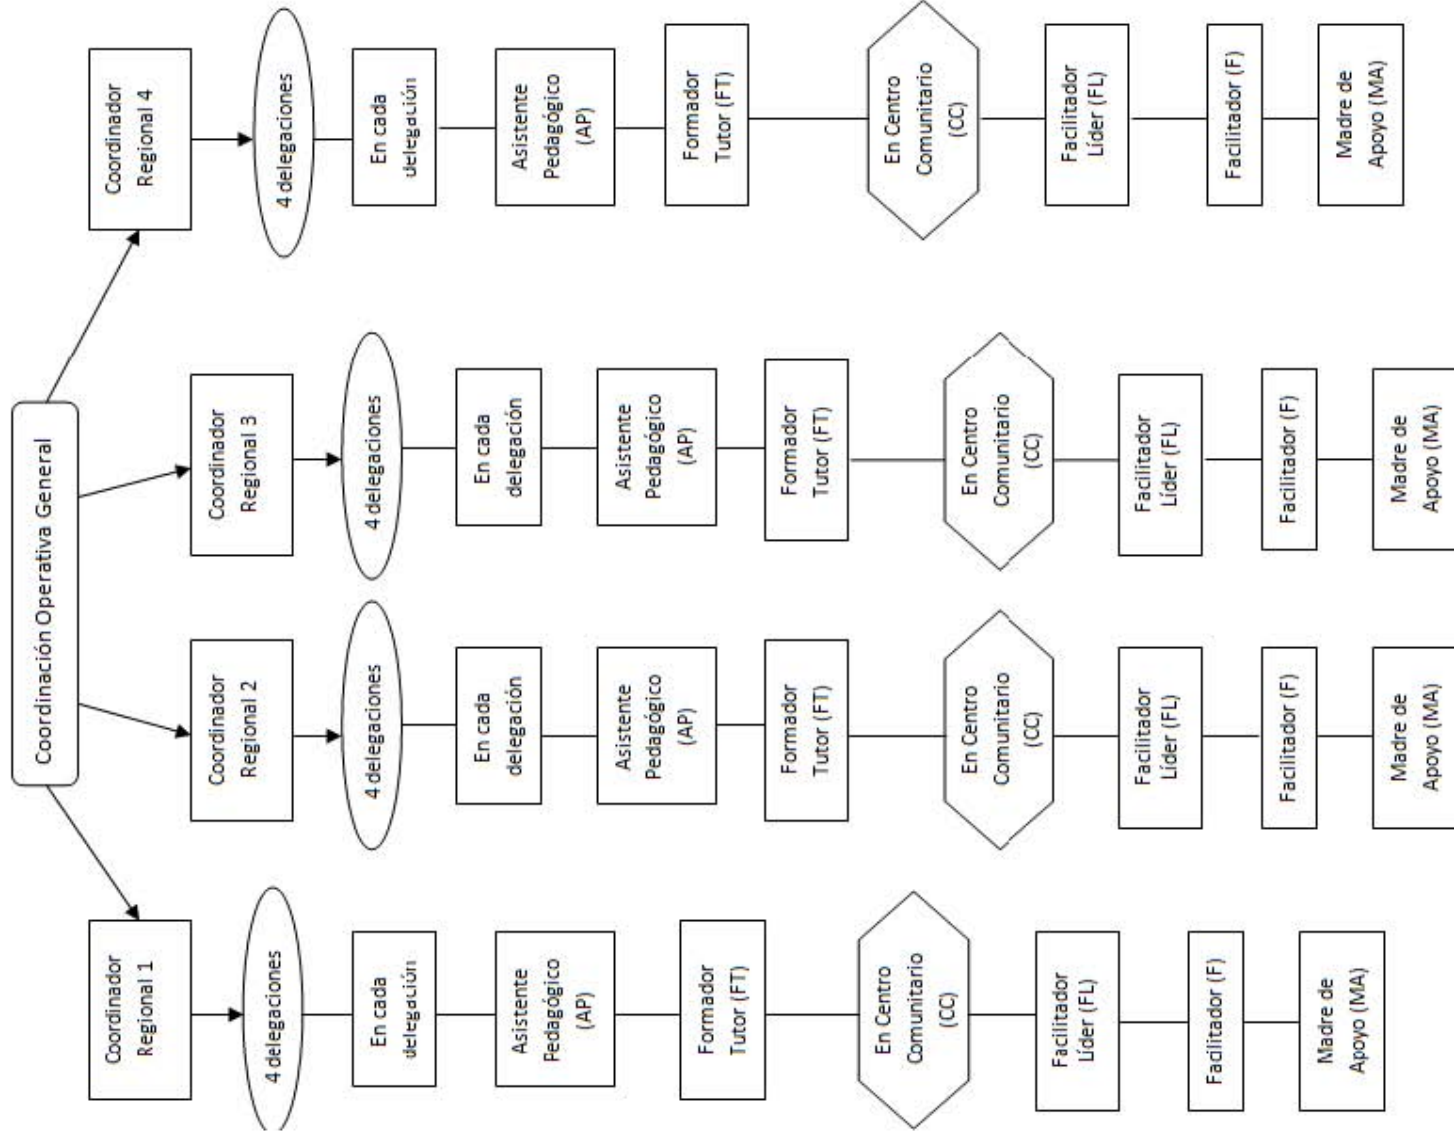 Coordinación Operativa General
Coordinador
Regional 1
4 delegaciones
En cada
delegación
Asistente
Pedagógico
(AP)
Formador
Tutor (FT)
En Centro
Comunitario
(CC)
Facilitador
Líder (FL)
Facilitador (F)
Madre de
Apoyo (MA)
Coordinador
Regional 2
4 delegaciones
En cada
delegación
Asistente
Pedagógico
(AP)
Formador
Tutor (FT)
En Centro
Comunitario
(CC)
Facilitador
Líder (FL)
Facilitador (F)
Madre de
Apoyo (MA)
Coordinador
Regional 3
4 delegaciones
En cada
delegación
Asistente
Pedagógico
(AP)
Formador
Tutor (FT)
En Centro
Comunitario
(CC)
Facilitador
Líder (FL)
Facilitador (F)
Madre de
Apoyo (MA)
Coordinador
Regional 4
4 delegaciones
En cada
delegación
Asistente
Pedagógico
(AP)
Formador
Tutor (FT)
En Centro
Comunitario
(CC)
Facilitador
Líder (FL)
Facilitador (F)
Madre de
Apoyo (MA)